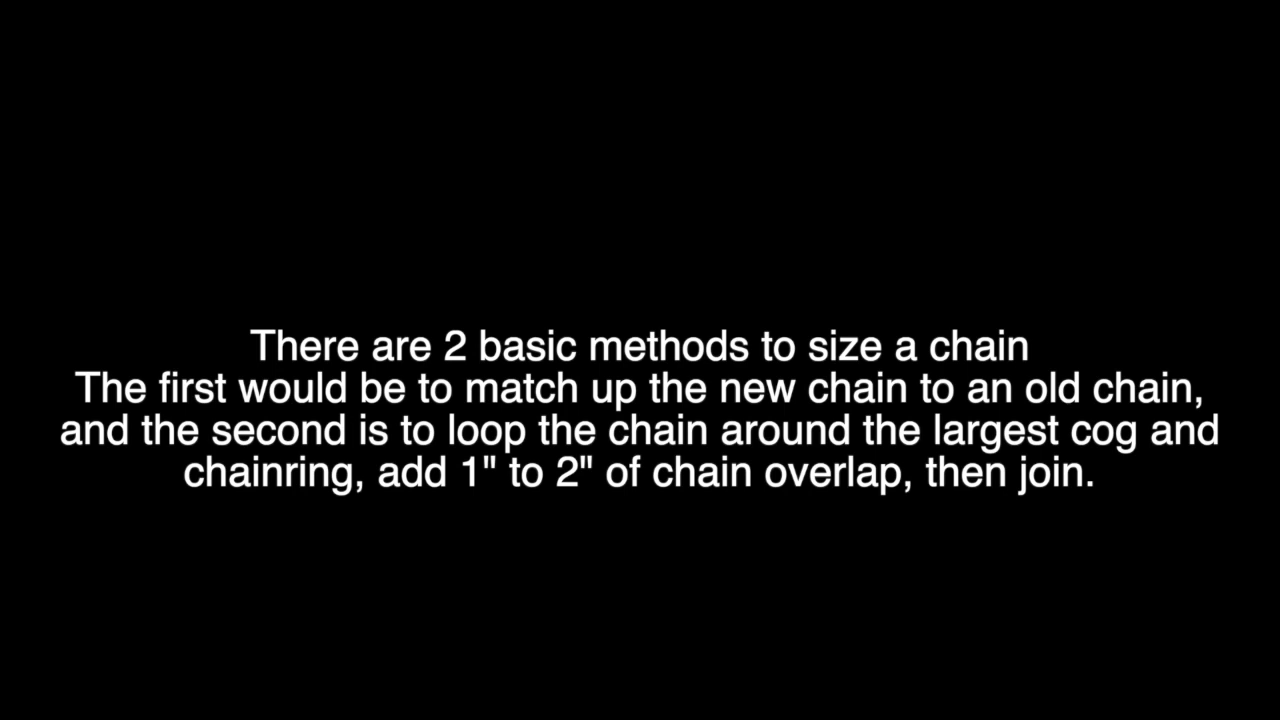 There are 2 basic methods to size a chain
The first would be to match up the new chain to an old chain,
and the second is to loop the chain around the largest cog and
chainring, add 1" to 2" of chain overlap, then join.